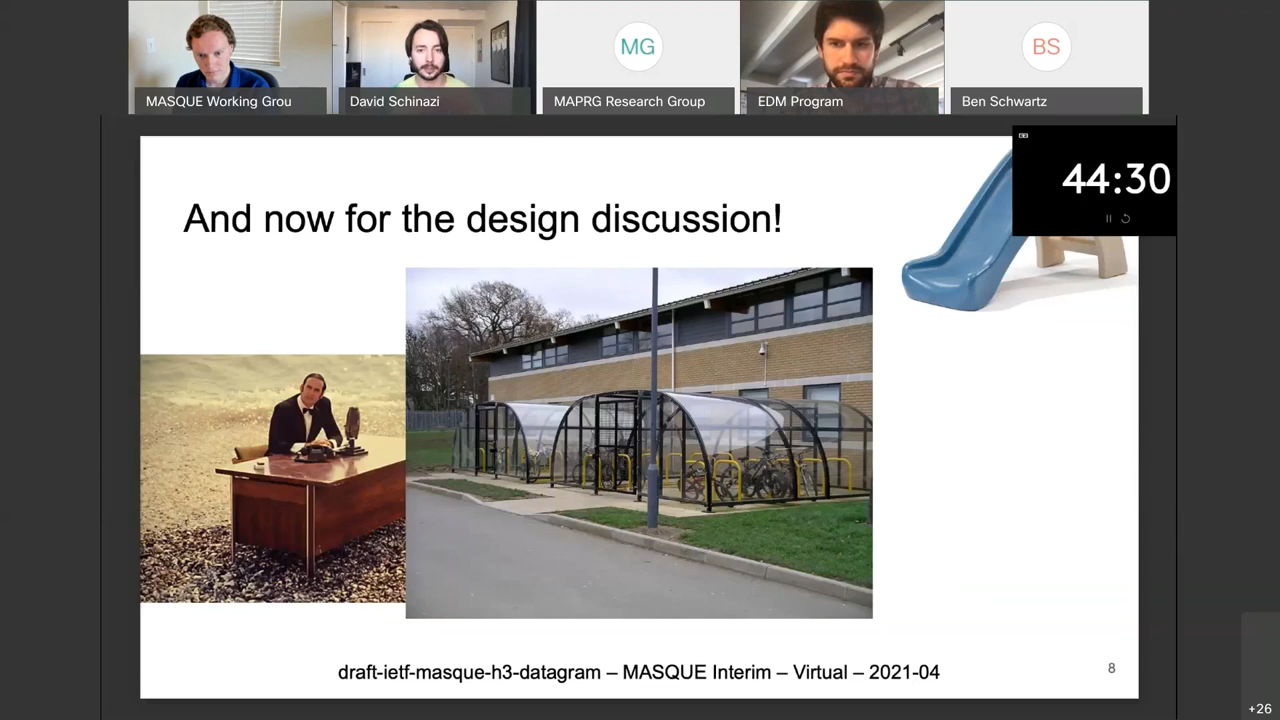 MG
BS
MASQUE Working Grou
David Schinazi
MAPRG Research Group
EDM Program
Ben Schwartz
44:30
And now for the design discussion!
draft-ietf-masque-h3-datagram – MASQUE Interim – Virtual – 2021-04
8
+26